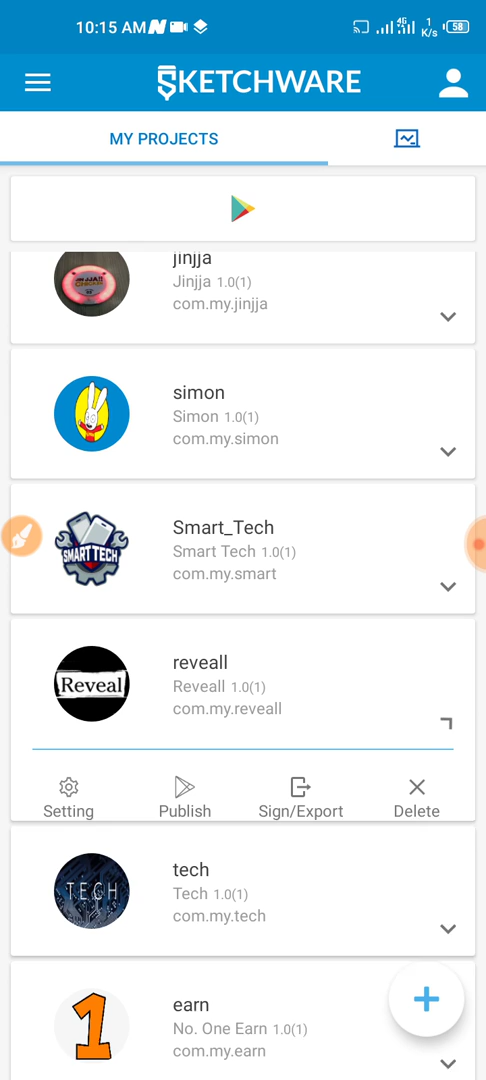 10:15 AM
4G
1
K/s
58
SKETCHWARE
MY PROJECTS
jinjja
Jinjja 1.0(1)
com.my.jinjja
simon
Simon 1.0(1)
com.my.simon
SMART TECH
Smart_Tech
Smart Tech 1.0(1)
com.my.smart
Reveal
reveall
Reveall 1.0(1)
com.my.reveall
Setting
Publish
Sign/Export
Delete
TECH
tech
Tech 1.0(1)
com.my.tech
1
earn
No. One Earn 1.0(1)
com.my.earn